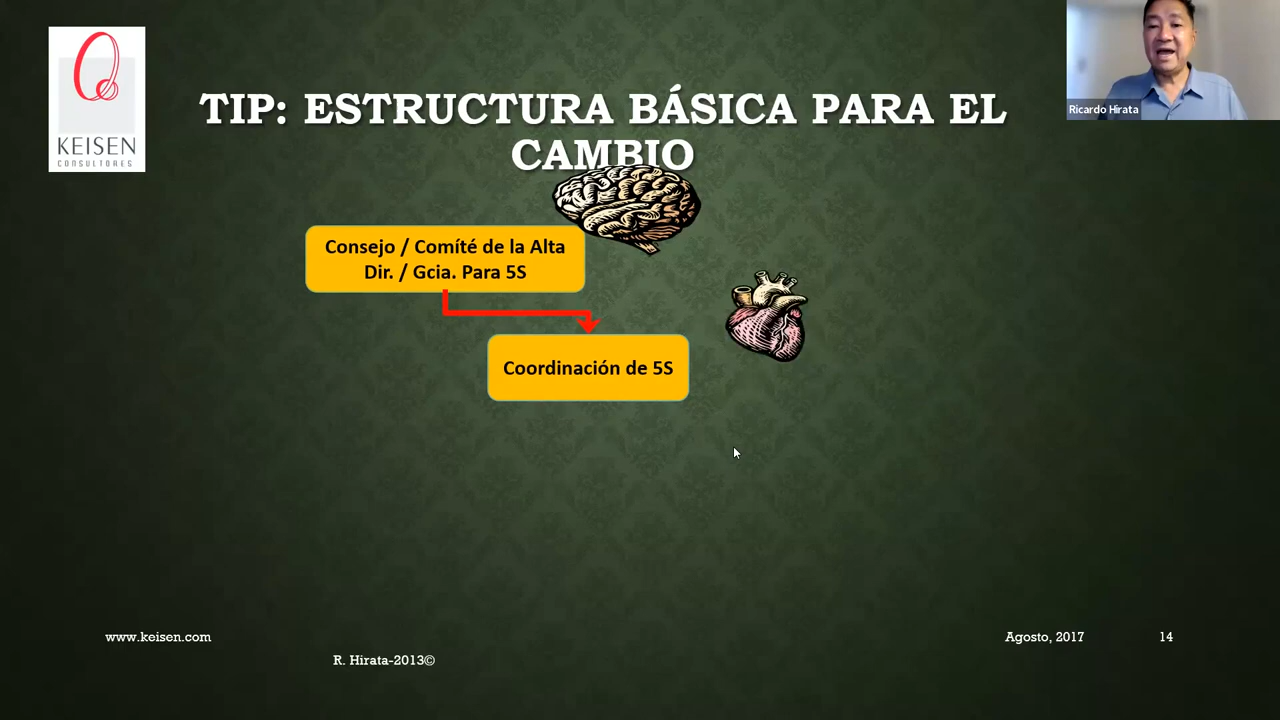 KEISEN
CONSULTORES
TIP: ESTRUCTURA BÁSICA PARA EL
CAMBIO
Ricardo Hirata
Consejo / Comíté de la Alta
Dir. / Gcia. Para 5S
Coordinación de 5S
www.keisen.com
Agosto, 2017
14
R. Hirata-2013©